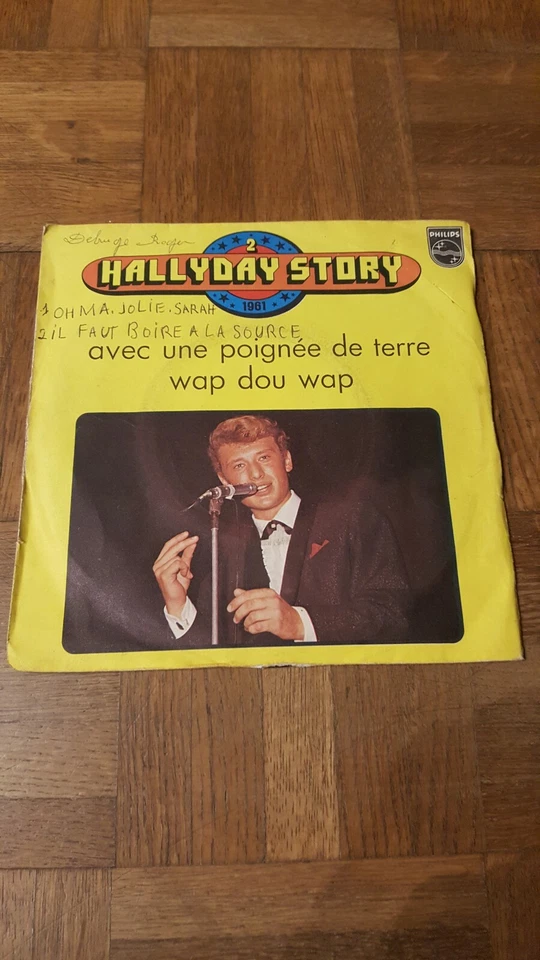 PHILIPS
2
HALLYDAY STORY
1961
1 OH MA. JOLIE. SARAH
2 iL FAUT BOIRE A LA SOURCE
avec une poignée de terre
wap dou wap